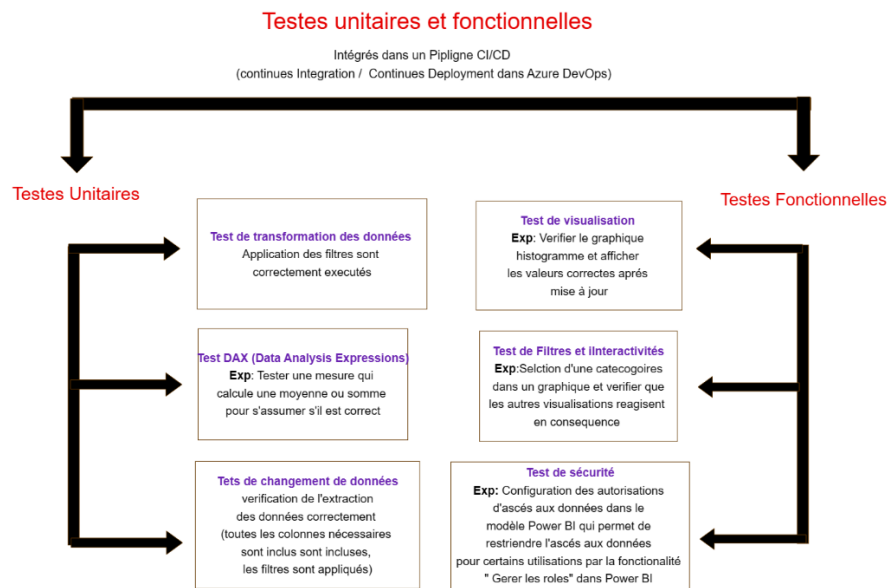 Testes unitaires et fonctionnelles
Intégrés dans un Pipligne CI/CD
(continues Integration / Continues Deployment dans Azure DevOps)
Testes Unitaires
Test de transformation des données
Application des filtres sont
correctement executés
Test DAX (Data Analysis Expressions)
Exp: Tester une mesure qui
calcule une moyenne ou somme
pour s'assumer s'il est correct
Tets de changement de données
verification de l'extraction
des données correctement
(toutes les colonnes nécessaires
sont inclus sont incluses,
les filtres sont appliqués)
Testes Fonctionnelles
Test de visualisation
Exp: Verifier le graphique
histogramme et afficher
les valeurs correctes aprés
mise à jour
Test de Filtres et iInteractivités
Exp:Selction d'une catecogoires
dans un graphique et verifier que
les autres visualisations reagisent
en consequence
Test de sécurité
Exp: Configuration des autorisations
d'ascés aux données dans le
modèle Power BI qui permet de
restriendre l'ascés aux données
pour certains utilisations par la fonctionalité
" Gerer les roles" dans Power BI